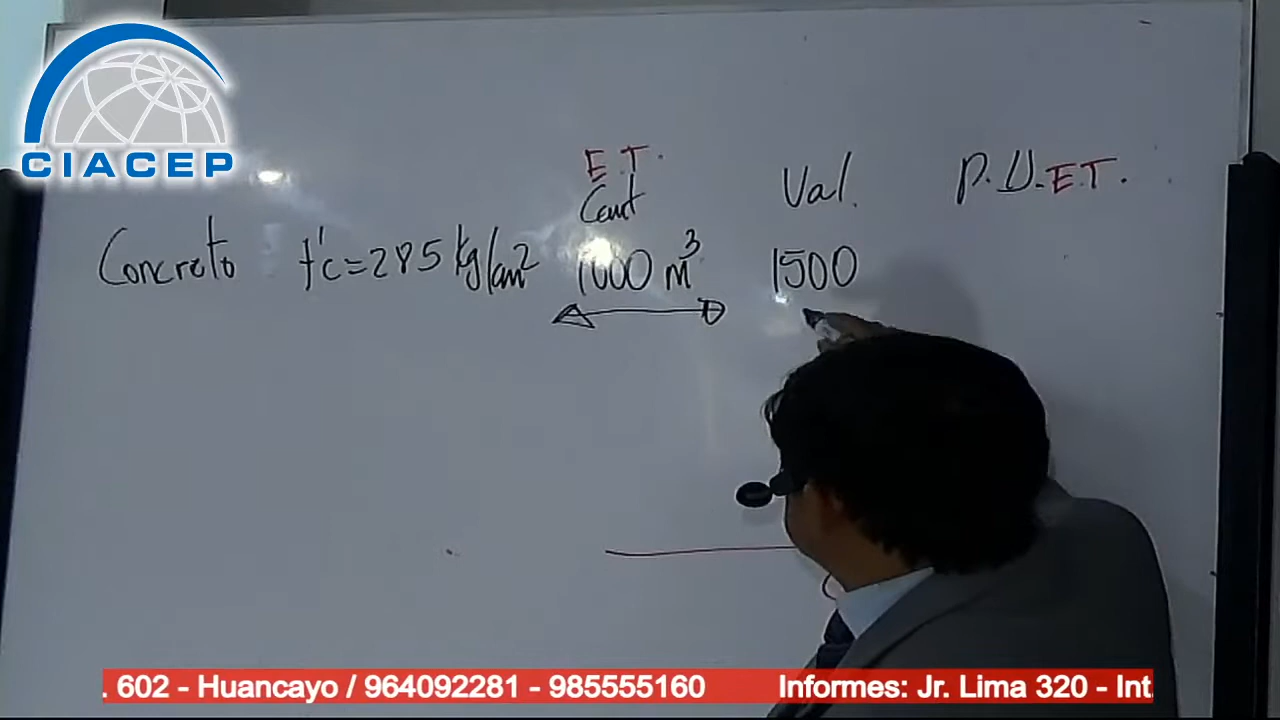 CIACEP
E.T.
Cant
Val.
P.U.E.T.
Concreto f'c=285 kg/cm² 1000 m³ 1500
. 602 - Huancayo / 964092281 - 985555160 Informes: Jr. Lima 320 - Int.